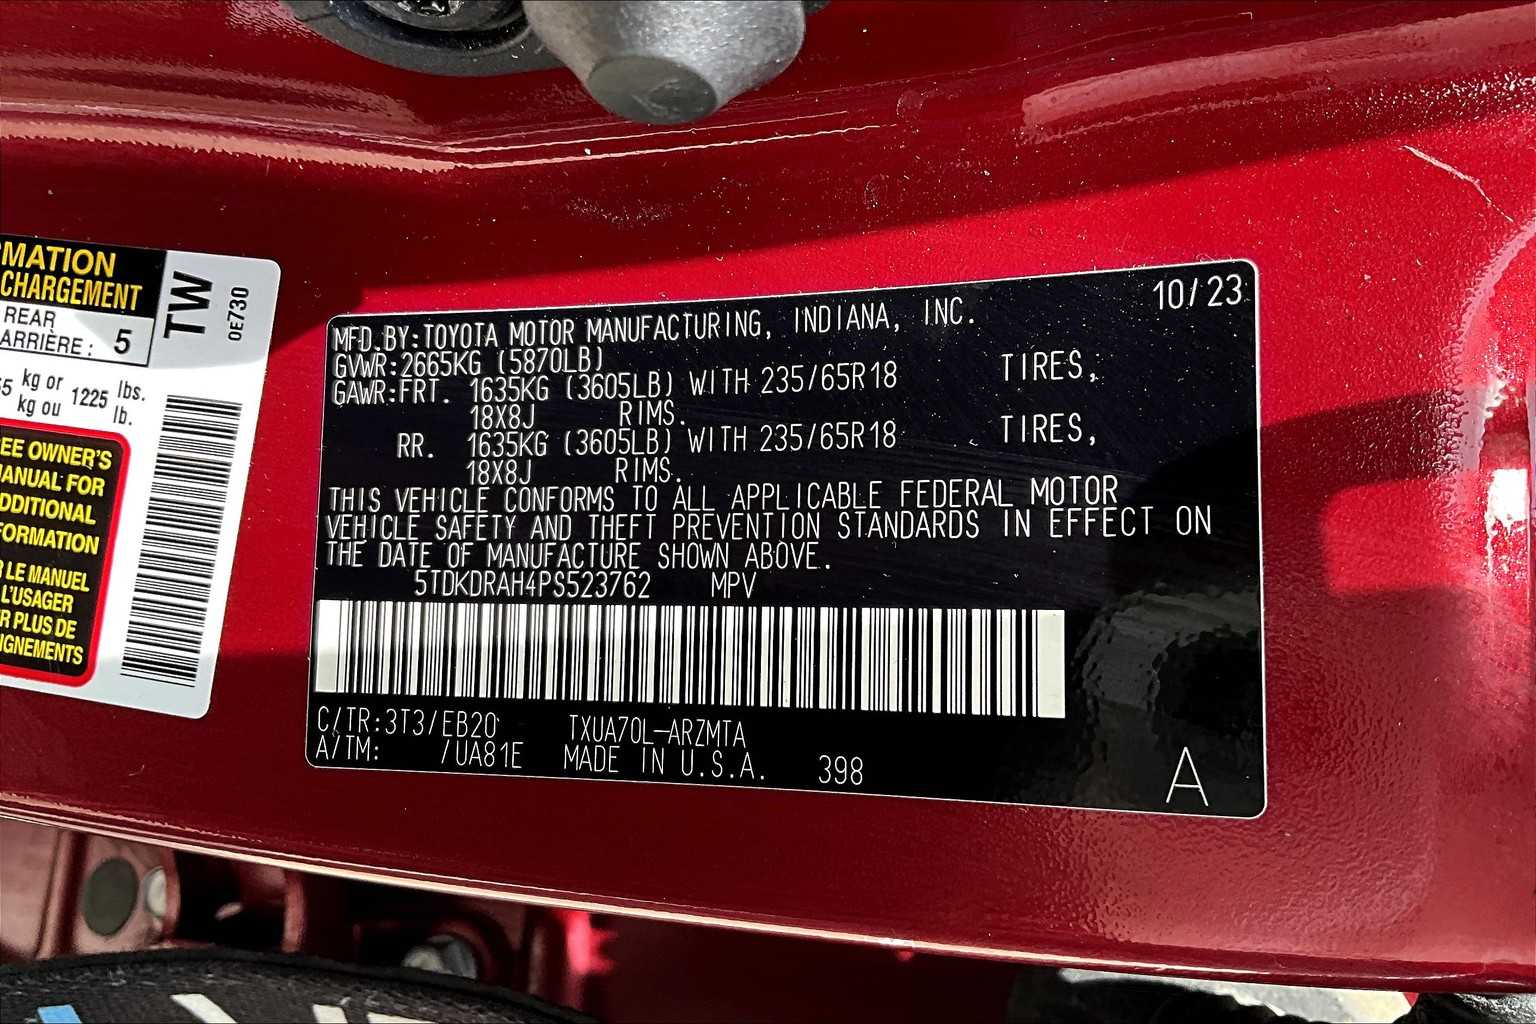 MATION
CHARGEMENT
REAR
ARRIÈRE : 5
kg or 1225 lbs.
kg ou lb.
TW
0E730
EE OWNER'S
ANUAL FOR
DDITIONAL
FORMATION
LE MANUEL
L'USAGER
R PLUS DE
IGNEMENTS
10/23
MFD.BY:TOYOTA MOTOR MANUFACTURING, INDIANA, INC.
GVWR:2665KG (5870LB)
GAWR:FRT. 1635KG (3605LB) WITH 235/65R18 TIRES,
18X8J RIMS.
RR. 1635KG (3605LB) WITH 235/65R18 TIRES,
18X8J RIMS.
THIS VEHICLE CONFORMS TO ALL APPLICABLE FEDERAL MOTOR
VEHICLE SAFETY AND THEFT PREVENTION STANDARDS IN EFFECT ON
THE DATE OF MANUFACTURE SHOWN ABOVE.
5TDKDRAH4PS523762 MPV
C/TR:3T3/EB20 TXUA70L-ARZMTA
A/TM: /UA81E MADE IN U.S.A. 398
A